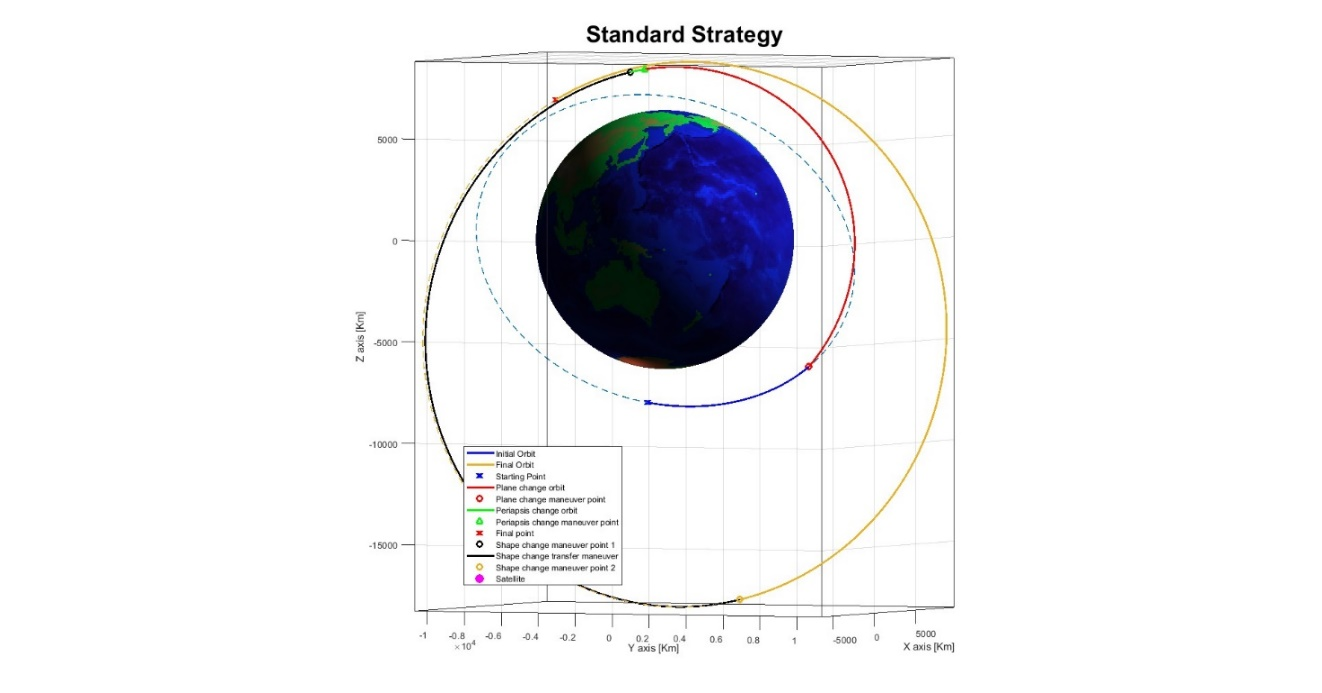 Standard Strategy
5000
0
-5000
-10000
-15000
Z axis [Km]
Initial Orbit
Final Orbit
Starting Point
Plane change orbit
Plane change maneuver point
Periapsis change orbit
Periapsis change maneuver point
Final point
Shape change maneuver point 1
Shape change transfer maneuver
Shape change maneuver point 2
Satellite
-1 -0.8 -0.6 -0.4 -0.2 0 0.2 0.4 0.6 0.8 1
×10⁴
Y axis [Km]
-5000 0 5000
X axis [Km]